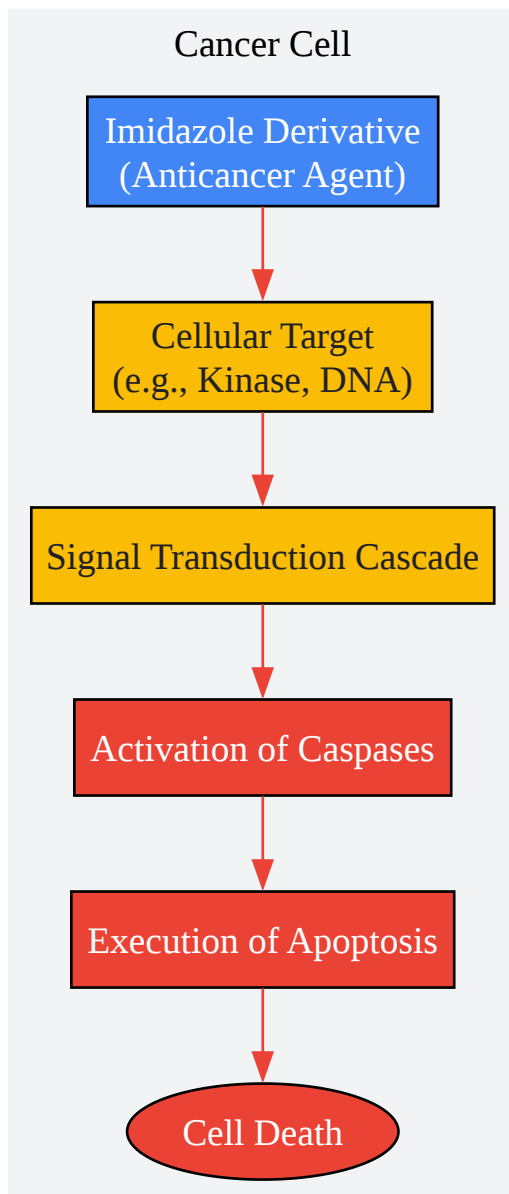 Cancer Cell
Imidazole Derivative
(Anticancer Agent)
Cellular Target
(e.g., Kinase, DNA)
Signal Transduction Cascade
Activation of Caspases
Execution of Apoptosis
Cell Death